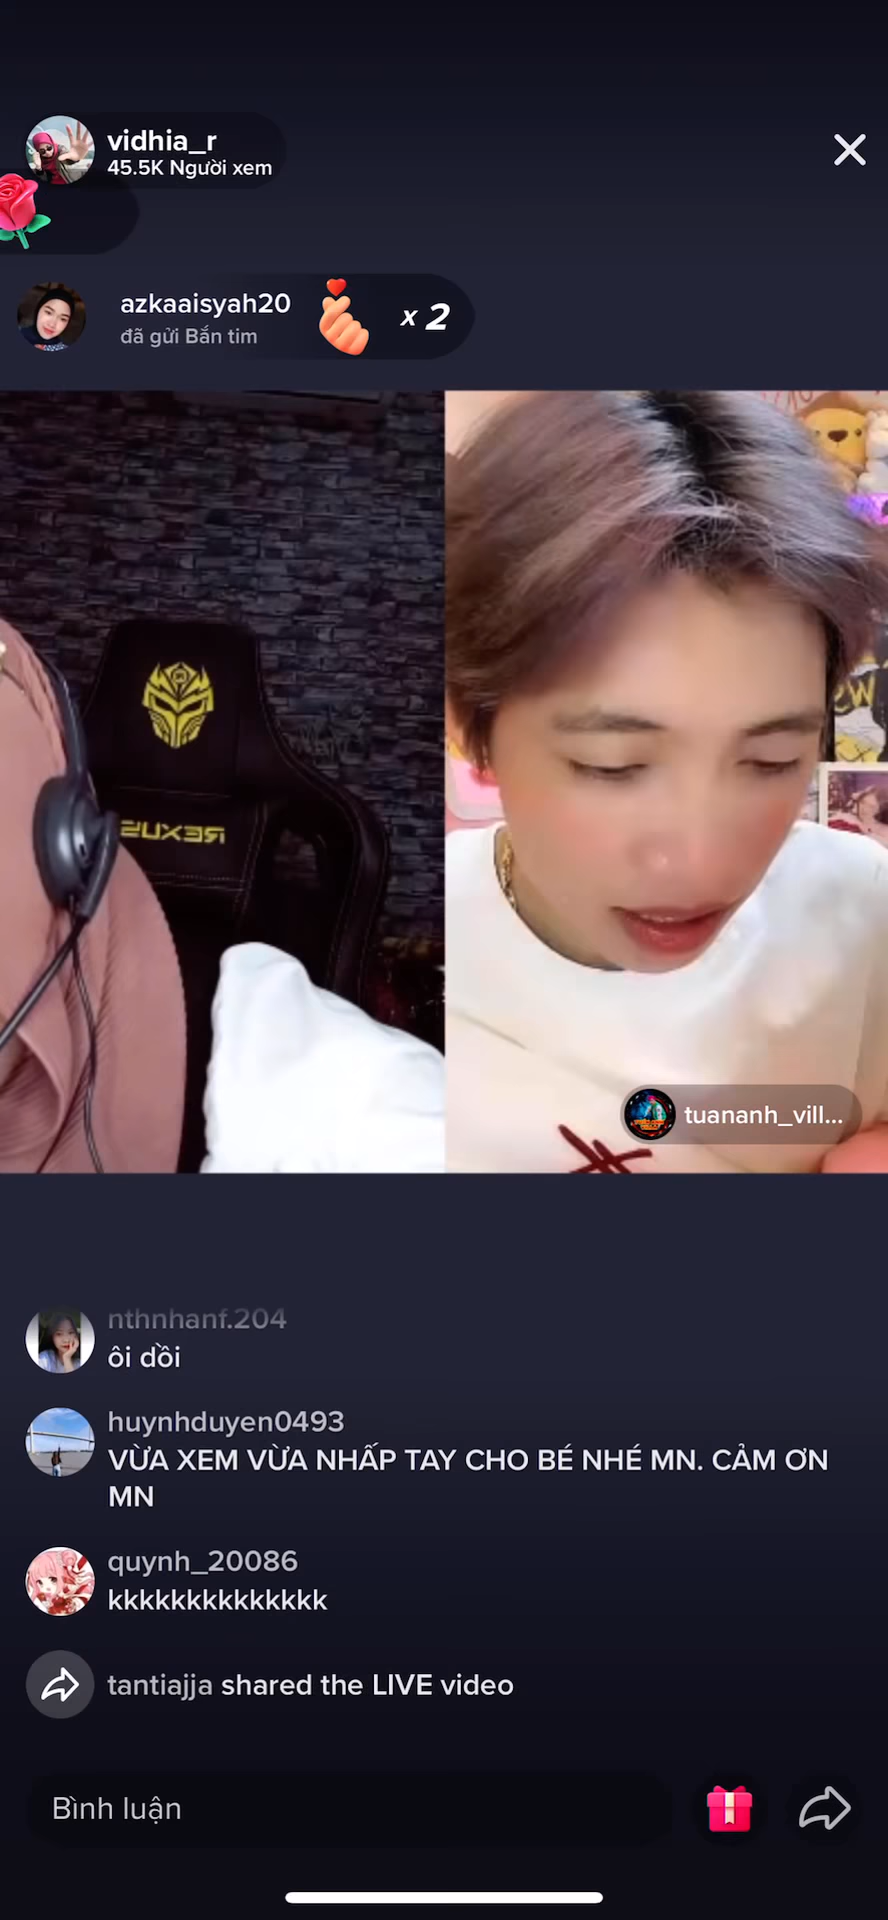 vidhia_r
45.5K Người xem
azkaaisyah20
đã gửi Bắn tim
x 2
REXUS
tuananh_vill...
nthnhanf.204
ôi dồi
huynhduyen0493
VỪA XEM VỪA NHẤP TAY CHO BÉ NHÉ MN. CẢM ƠN
MN
quynh_20086
kkkkkkkkkkkkkk
tantiajja shared the LIVE video
Bình luận